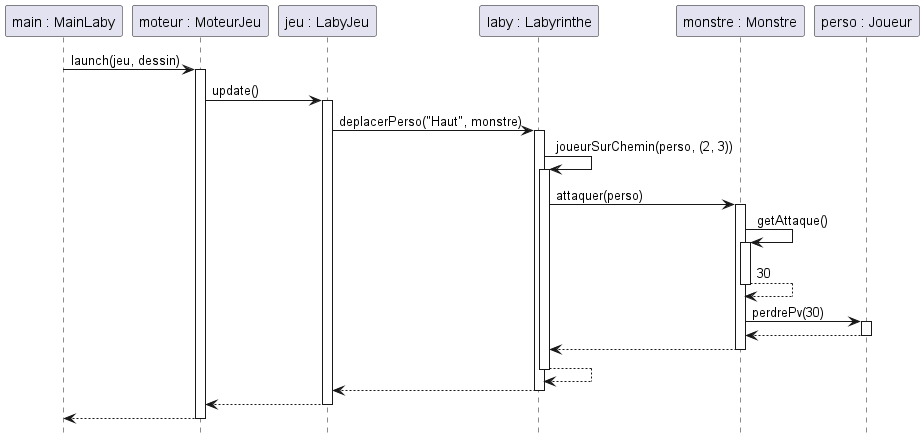 main : MainLaby
moteur : MoteurJeu
jeu : LabyJeu
laby : Labyrinthe
monstre : Monstre
perso : Joueur
launch(jeu, dessin)
update()
deplacerPerso("Haut", monstre)
joueurSurChemin(perso, (2, 3))
attaquer(perso)
getAttaque()
30
perdrePv(30)